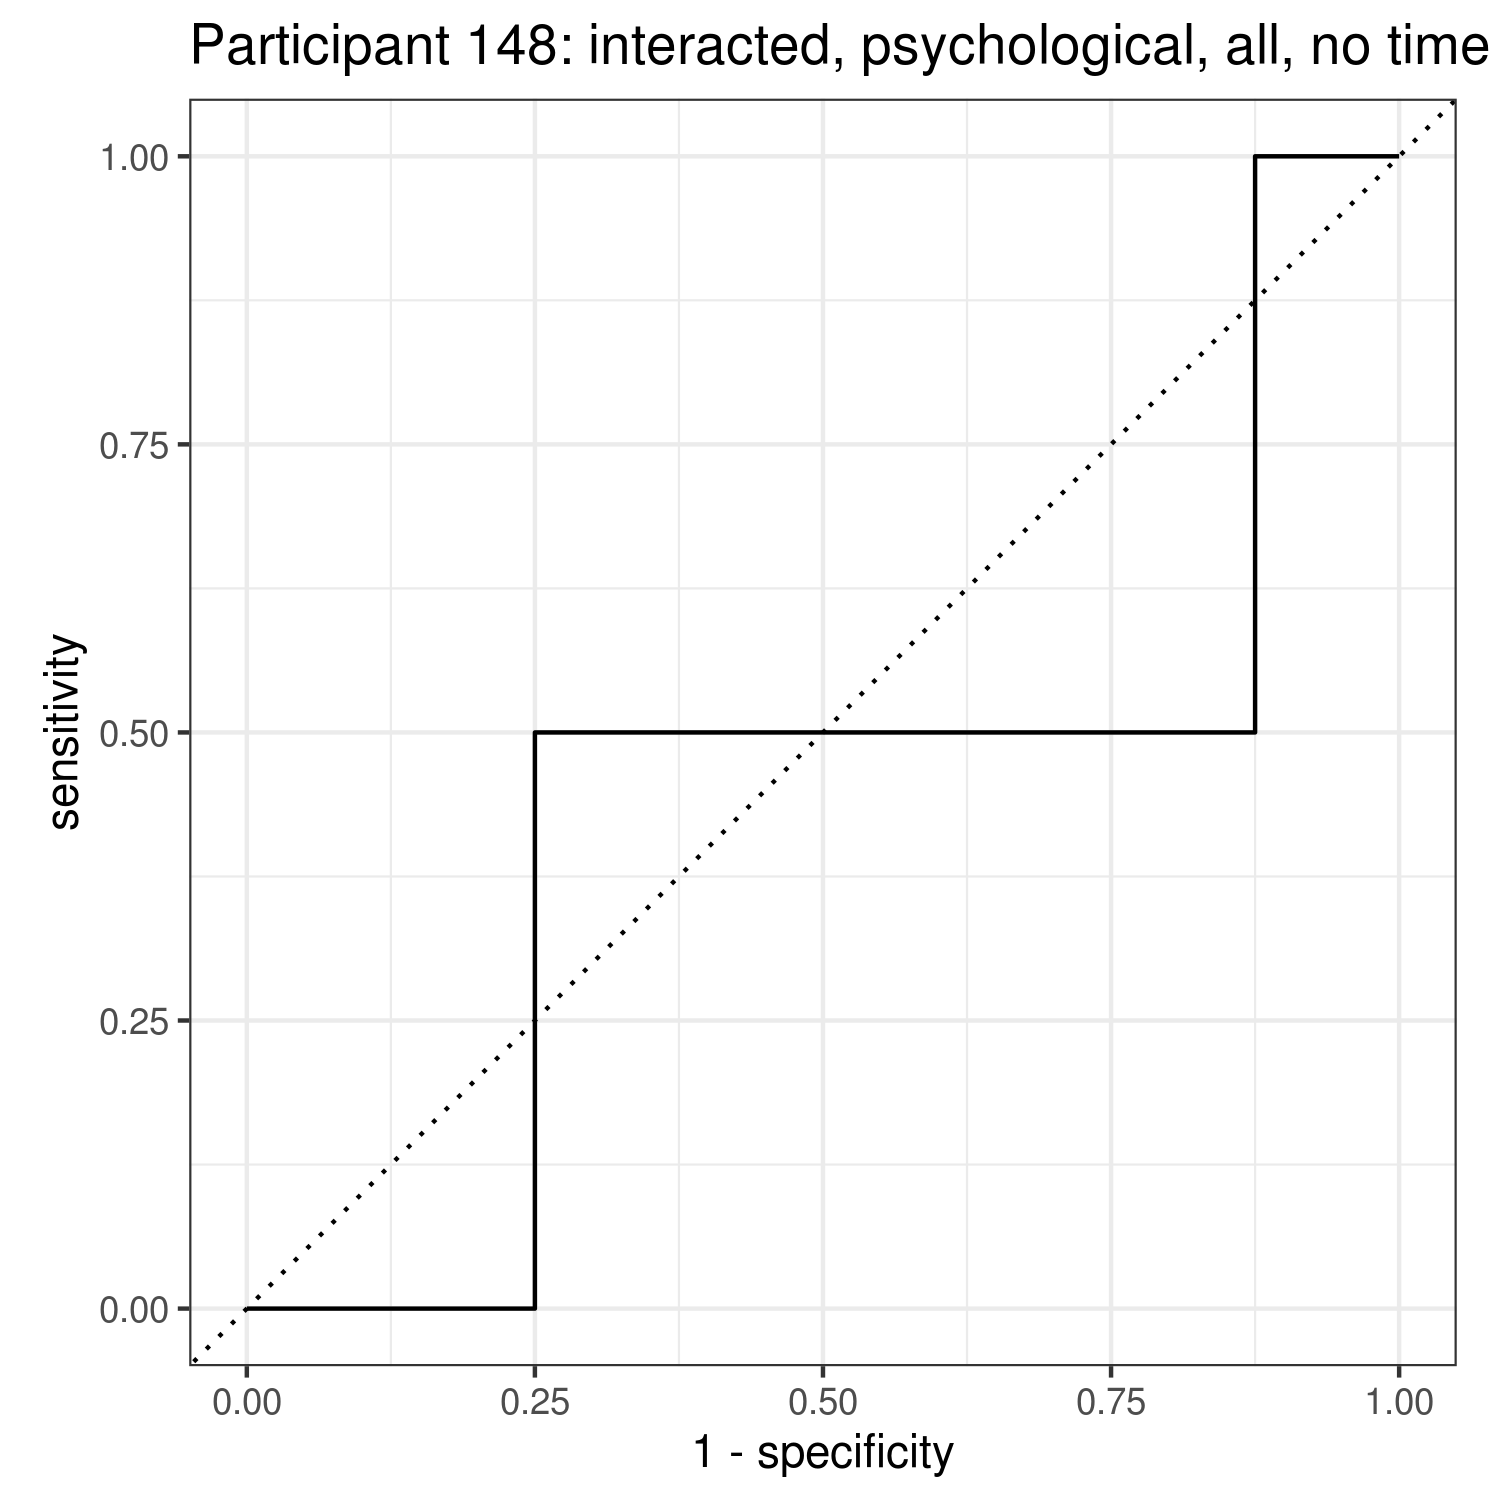 Participant 148: interacted, psychological, all, no time
1.00
0.75
0.50
0.25
0.00
sensitivity
0.00 0.25 0.50 0.75 1.00
1 - specificity